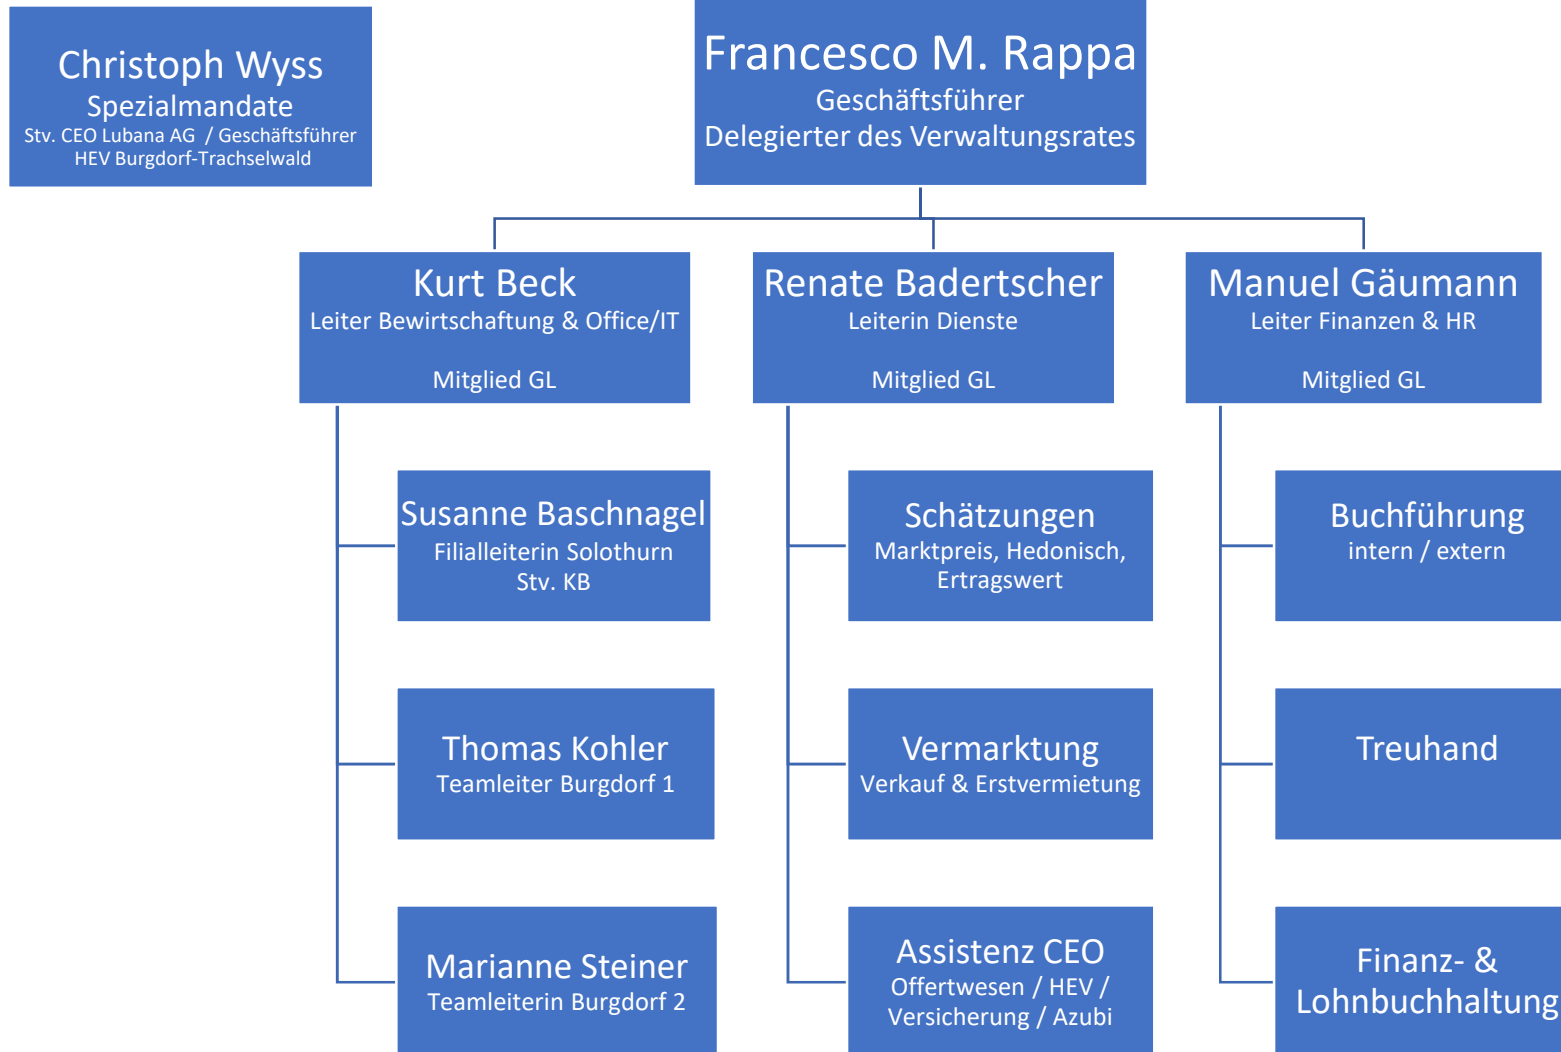 Christoph Wyss
Spezialmandate
Stv. CEO Lubana AG / Geschäftsführer
HEV Burgdorf-Trachselwald
Francesco M. Rappa
Geschäftsführer
Delegierter des Verwaltungsrates
Kurt Beck
Leiter Bewirtschaftung & Office/IT
Mitglied GL
Renate Badertscher
Leiterin Dienste
Mitglied GL
Manuel Gäumann
Leiter Finanzen & HR
Mitglied GL
Susanne Baschnagel
Filialleiterin Solothurn
Stv. KB
Schätzungen
Marktpreis, Hedonisch,
Ertragswert
Buchführung
intern / extern
Thomas Kohler
Teamleiter Burgdorf 1
Vermarktung
Verkauf & Erstvermietung
Treuhand
Marianne Steiner
Teamleiterin Burgdorf 2
Assistenz CEO
Offertwesen / HEV /
Versicherung / Azubi
Finanz- &
Lohnbuchhaltung